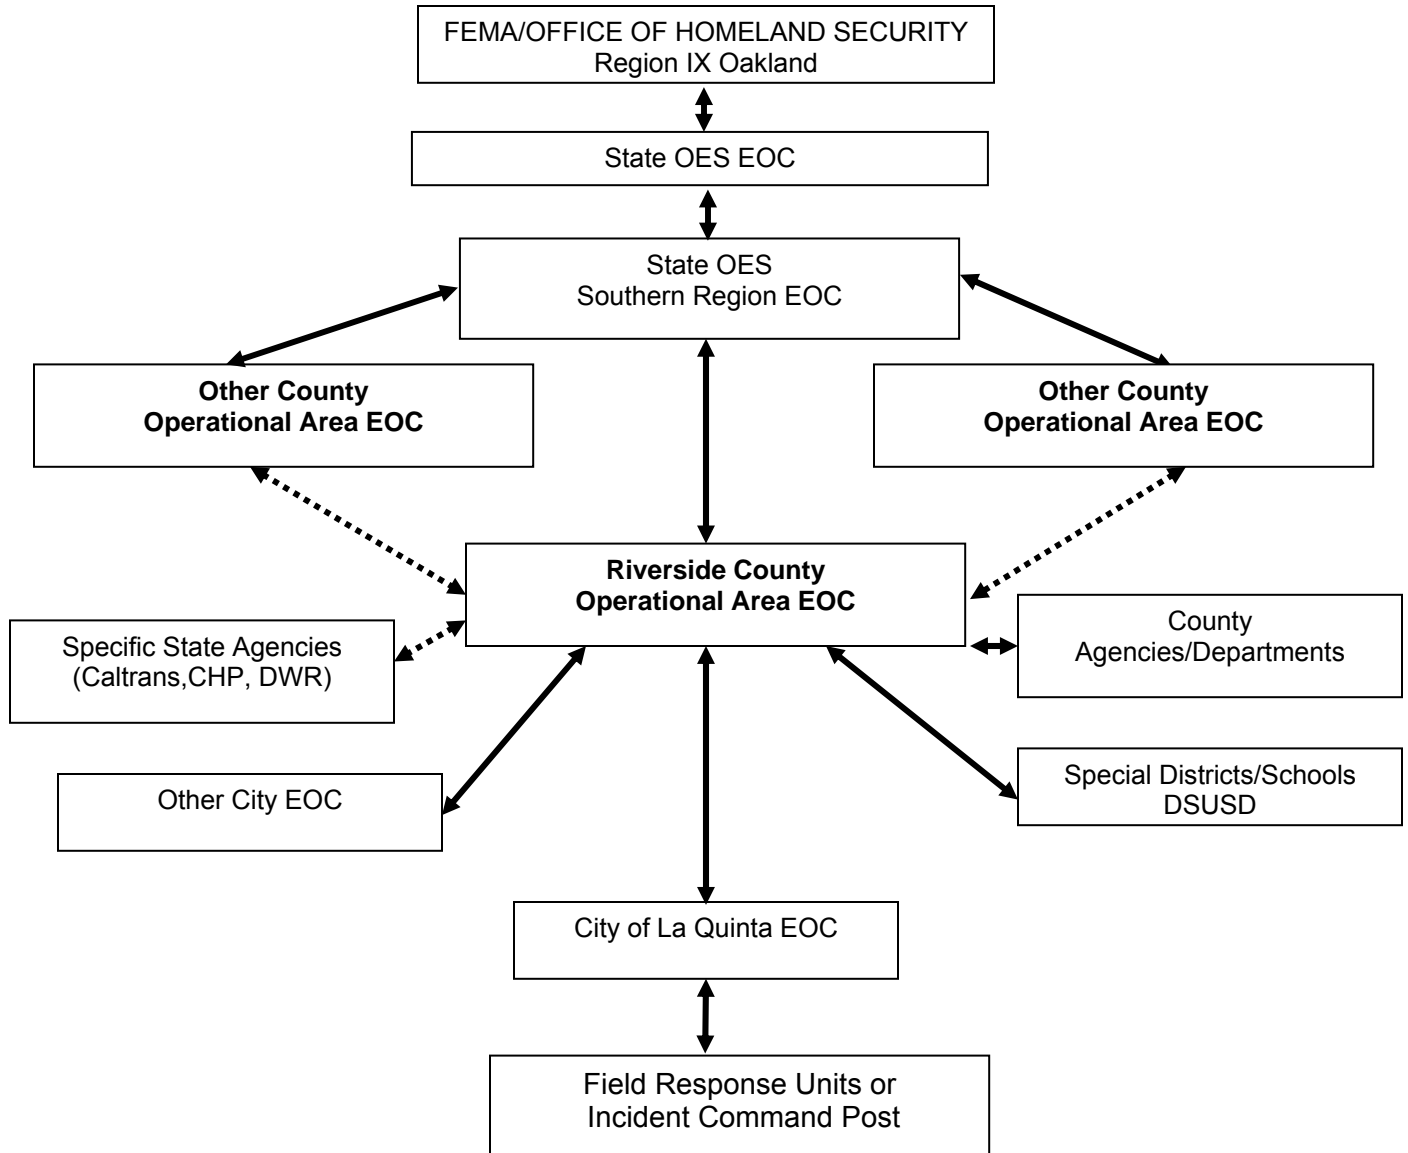 FEMA/OFFICE OF HOMELAND SECURITY
Region IX Oakland
State OES EOC
State OES
Southern Region EOC
Other County
Operational Area EOC
Other County
Operational Area EOC
Riverside County
Operational Area EOC
Specific State Agencies
(Caltrans,CHP, DWR)
County
Agencies/Departments
Other City EOC
Special Districts/Schools
DSUSD
City of La Quinta EOC
Field Response Units or
Incident Command Post